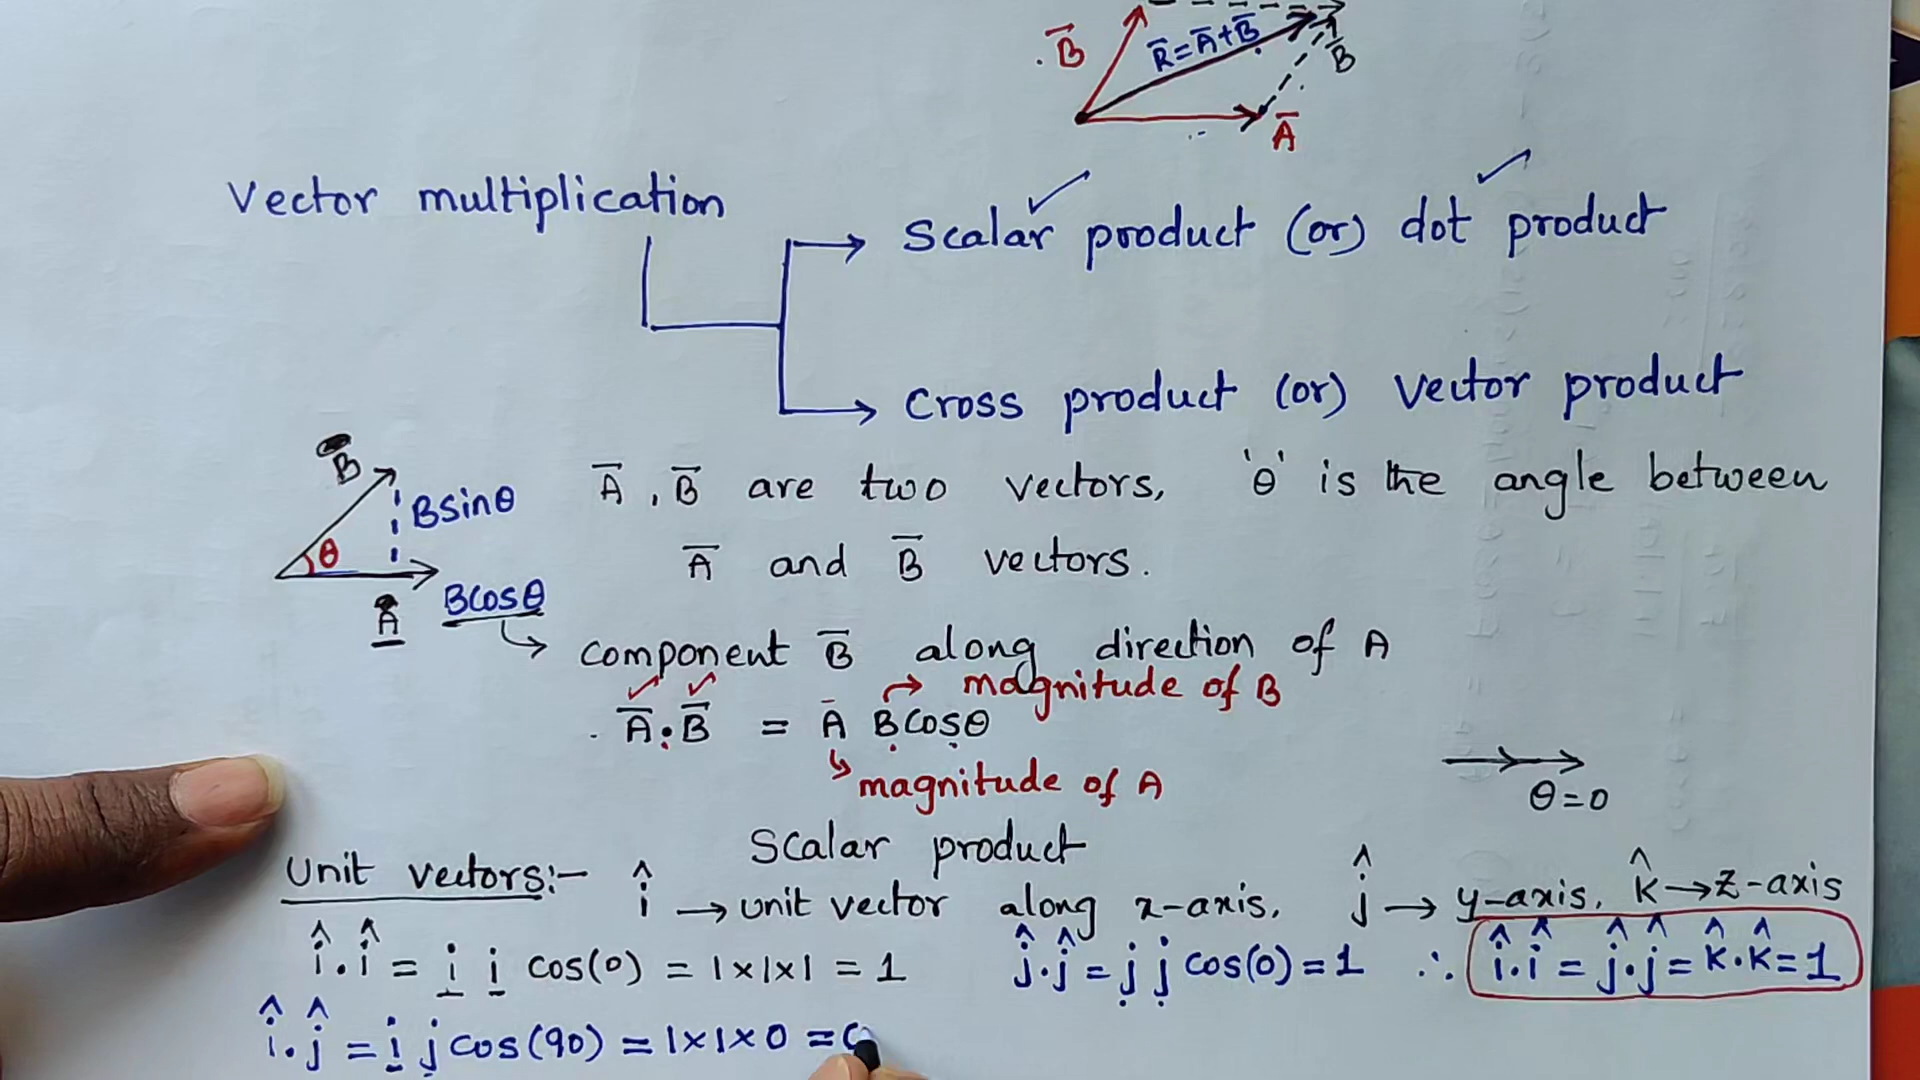 B⃗ R̄=Ā+B̄ B̄
Ā
Vector multiplication
Scalar product (or) dot product
Cross product (or) vector product
B̄ Bsinθ
θ
Ā Bcosθ
Ā, B̄ are two vectors, 'θ' is the angle between
Ā and B̄ vectors.
component B̄ along direction of A
magnitude of B
Ā·B̄ = Ā Bcosθ
magnitude of A
θ=0
Scalar product
Unit vectors:- î → unit vector along x-axis, ĵ → y-axis, k̂ → z-axis
î·î = i i cos(0) = 1×1×1 = 1 ĵ·ĵ = j j cos(0) = 1 ∴ î·î = ĵ·ĵ = k̂·k̂ = 1
î·ĵ = i j cos(90) = 1×1×0 =